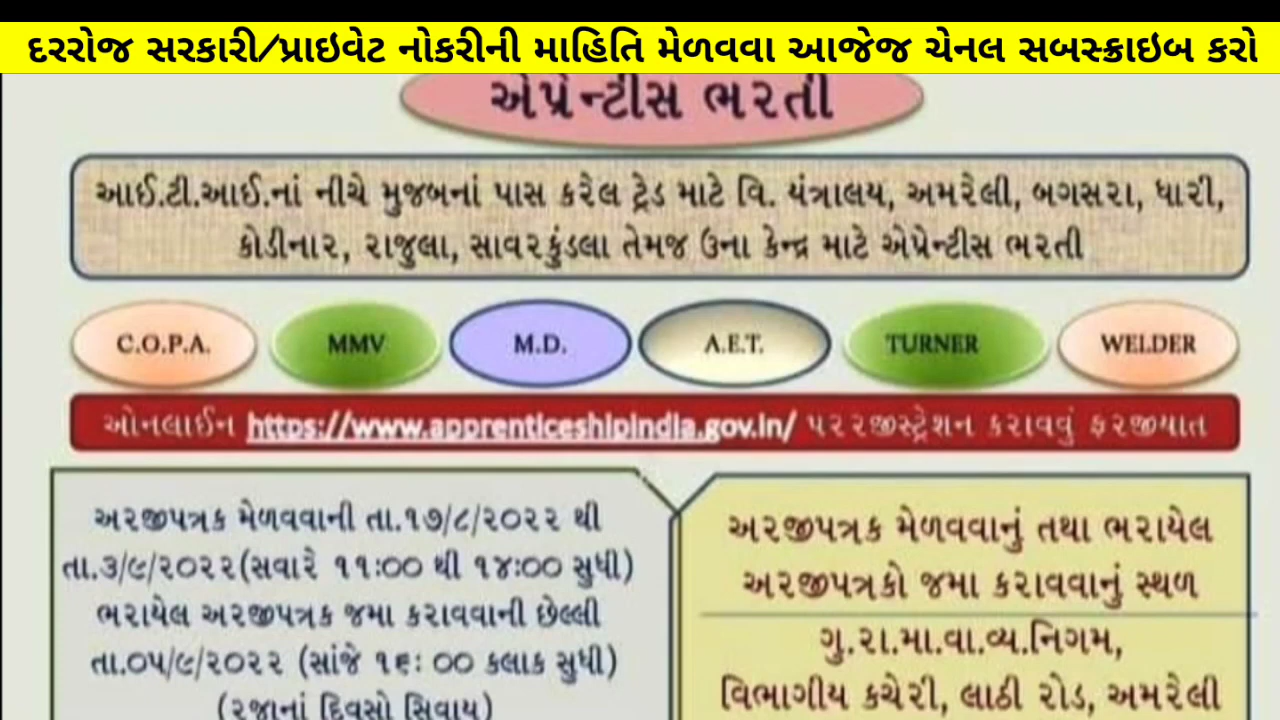 દરરોજ સરકારી/પ્રાઇવેટ નોકરીની માહિતિ મેળવવા આજેજ ચેનલ સબસ્ક્રાઇબ કરો
એપ્રેન્ટીસ ભરતી
આઈ.ટી.આઈ.નાં નીચે મુજબનાં પાસ કરેલ ટ્રેડ માટે વિ. યંત્રાલય, અમરેલી, બગસરા, ધારી,
કોડીનાર, રાજુલા, સાવરકુંડલા તેમજ ઉના કેન્દ્ર માટે એપ્રેન્ટીસ ભરતી
C.O.P.A. MMV M.D. A.E.T. TURNER WELDER
ઓનલાઈન https://www.apprenticeshipindia.gov.in/ પરરજીસ્ટ્રેશન કરાવવું ફરજીયાત
અરજીપત્રક મેળવવાની તા.૧૭/૮/૨૦૨૨ થી
તા.૩/૯/૨૦૨૨(સવારે ૧૧:૦૦ થી ૧૪:૦૦ સુધી)
ભરાયેલ અરજીપત્રક જમા કરાવવાની છેલ્લી
તા.૦૫/૯/૨૦૨૨ (સાંજે ૧૬: ૦૦ કલાક સુધી)
(રજાનાં દિવસો સિવાય)
અરજીપત્રક મેળવવાનું તથા ભરાયેલ
અરજીપત્રકો જમા કરાવવાનું સ્થળ
ગુ.રા.મા.વા.વ્ય.નિગમ,
વિભાગીય કચેરી, લાઠી રોડ, અમરેલી